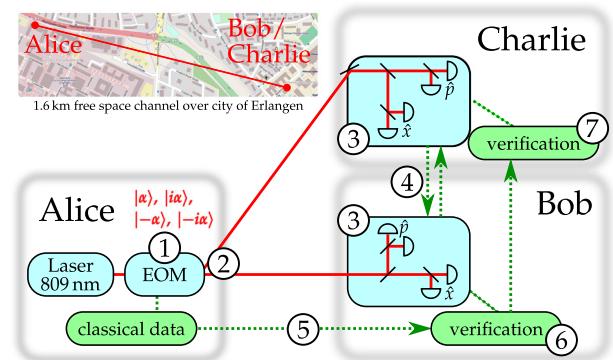 Alice
Bob/
Charlie
1.6 km free space channel over city of Erlangen
Charlie
p̂
x̂
3
7
verification
4
Alice
|α⟩, |iα⟩,
|−α⟩, |−iα⟩
1
2
Laser
809 nm
EOM
classical data
5
Bob
3
p̂
x̂
verification
6